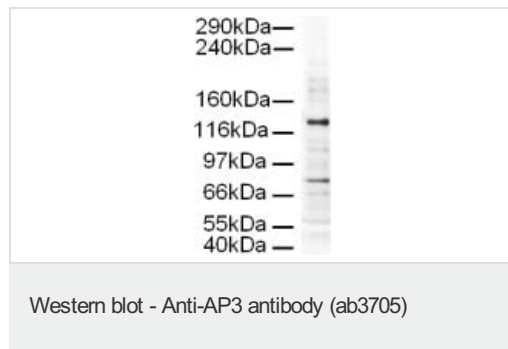 290kDa—
240kDa—
160kDa—
116kDa—
97kDa —
66kDa —
55kDa —
40kDa —
Western blot - Anti-AP3 antibody (ab3705)